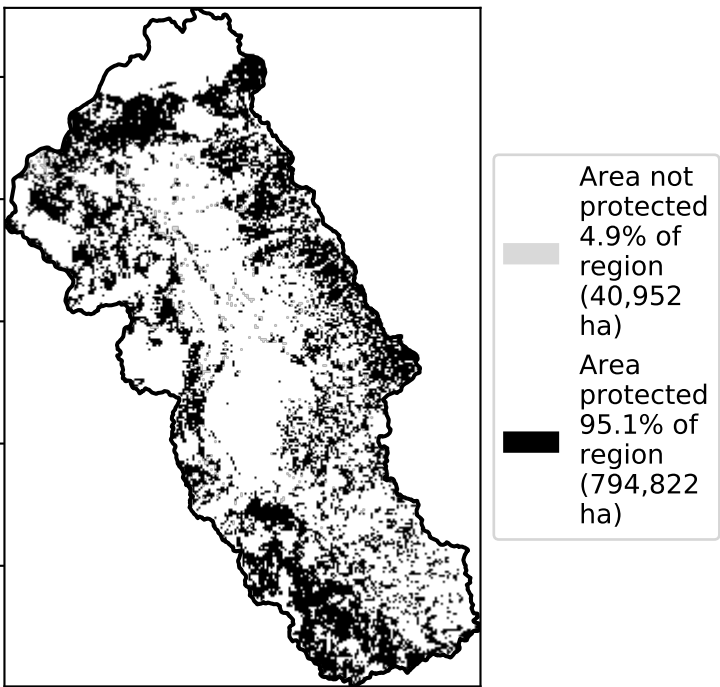 Area not
protected
4.9% of
region
(40,952
ha)
Area
protected
95.1% of
region
(794,822
ha)